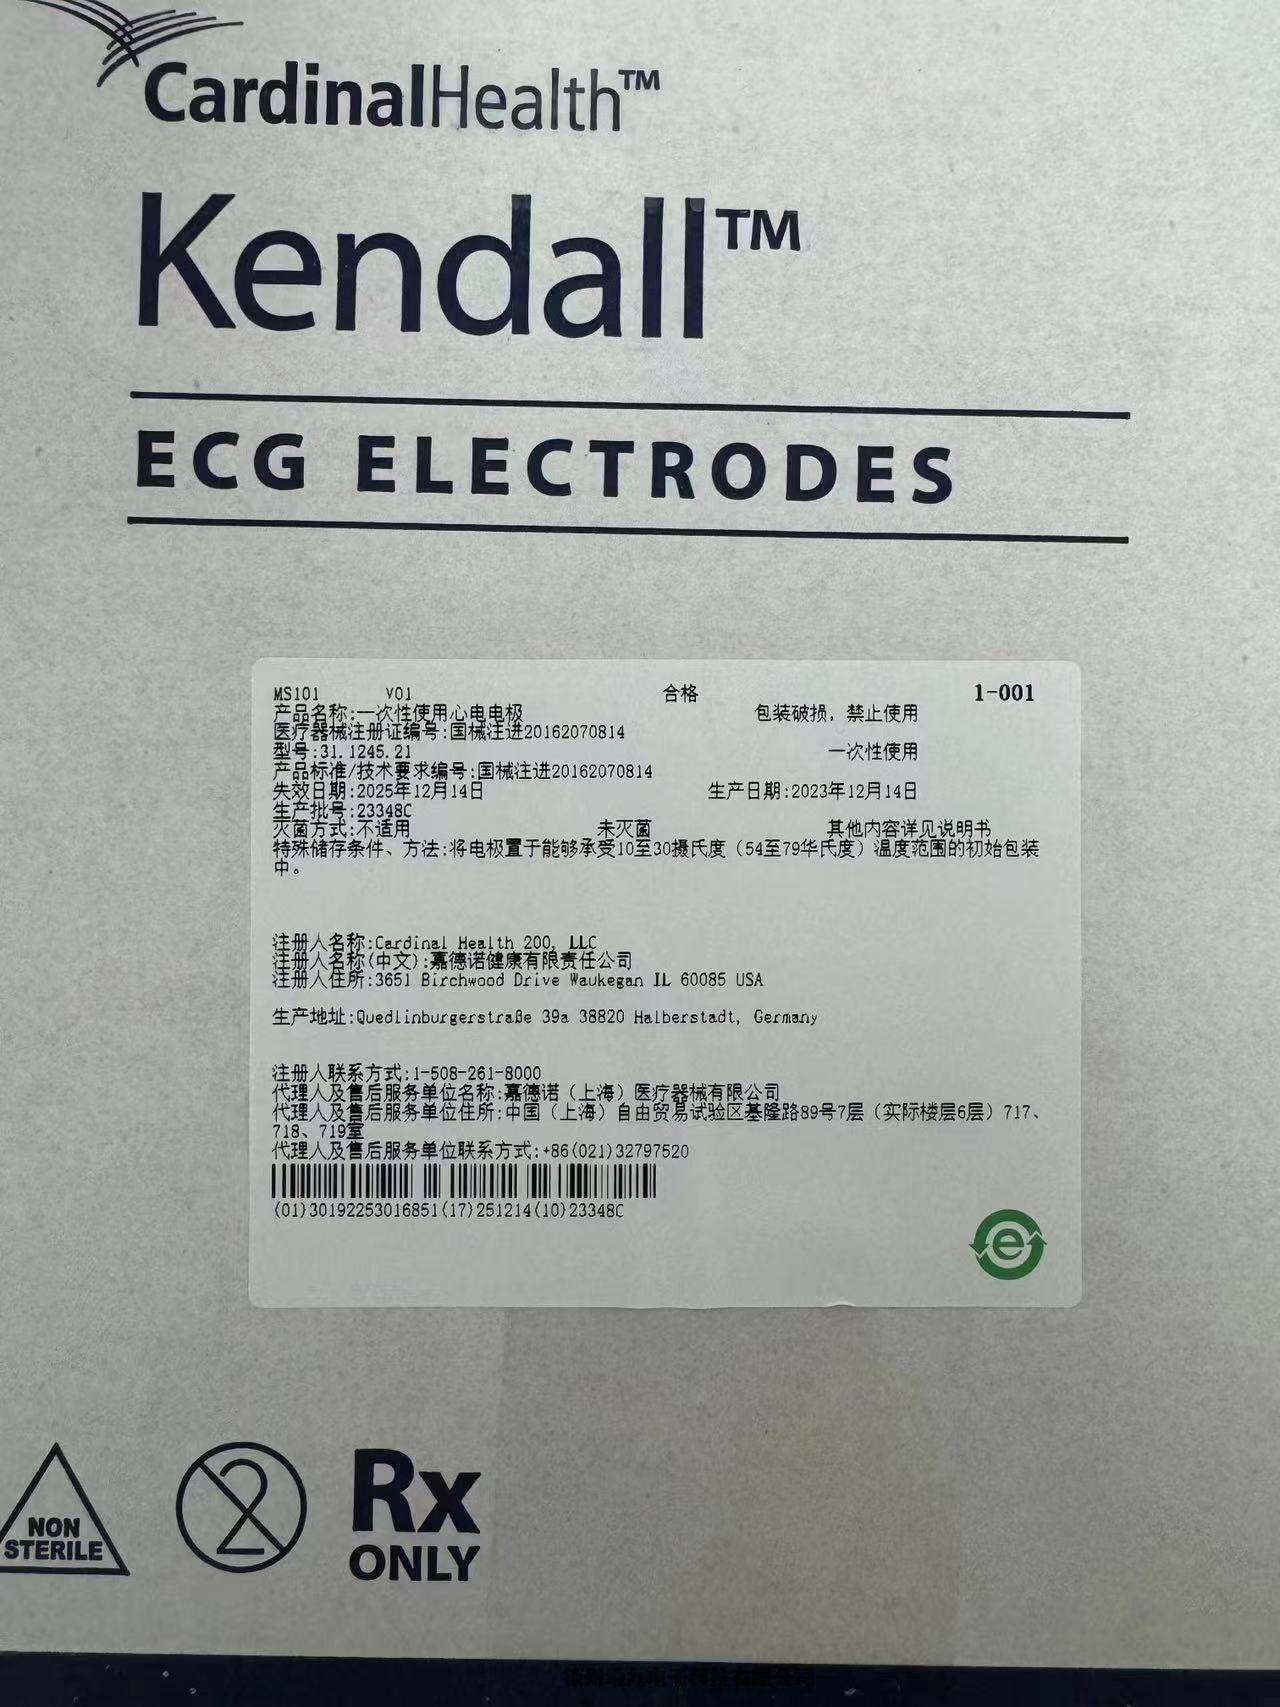 CardinalHealth™
Kendall™
ECG ELECTRODES
MS101 V01 合格 1-001
产品名称:一次性使用心电电极 包装破损，禁止使用
医疗器械注册证编号:国械注进20162070814
型号:31.1245.21 一次性使用
产品标准/技术要求编号:国械注进20162070814
失效日期:2025年12月14日 生产日期:2023年12月14日
生产批号:23348C
灭菌方式:不适用 未灭菌 其他内容详见说明书
特殊储存条件、方法:将电极置于能够承受10至30摄氏度（54至79华氏度）温度范围的初始包装
中。
注册人名称:Cardinal Health 200, LLC
注册人名称(中文):嘉德诺健康有限责任公司
注册人住所:3651 Birchwood Drive Waukegan IL 60085 USA
生产地址:Quedlinburgerstraße 39a 38820 Halberstadt, Germany
注册人联系方式:1-508-261-8000
代理人及售后服务单位名称:嘉德诺（上海）医疗器械有限公司
代理人及售后服务单位住所:中国（上海）自由贸易试验区基隆路89号7层（实际楼层6层）717、
718、719室
代理人及售后服务单位联系方式:+86(021)32797520
(01)30192253016851(17)251214(10)23348C
e
NON
STERILE
2
Rx
ONLY